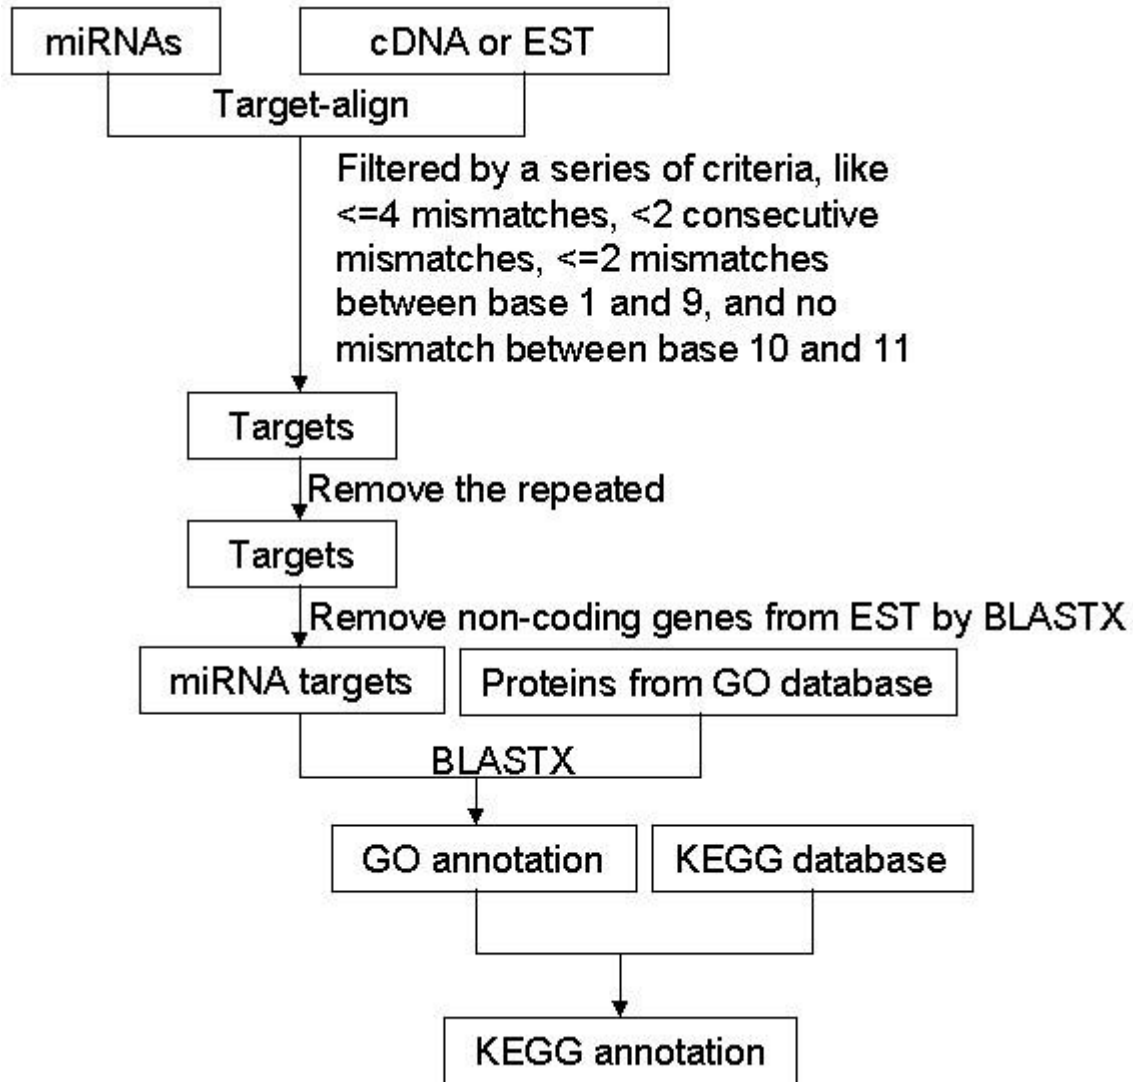 miRNAs
cDNA or EST
Target-align
Filtered by a series of criteria, like
<=4 mismatches, <2 consecutive
mismatches, <=2 mismatches
between base 1 and 9, and no
mismatch between base 10 and 11
Targets
Remove the repeated
Targets
Remove non-coding genes from EST by BLASTX
miRNA targets
Proteins from GO database
BLASTX
GO annotation
KEGG database
KEGG annotation